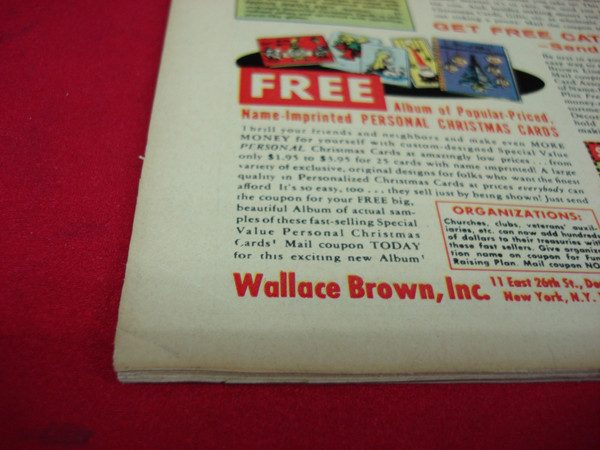 GET FREE CAT
—Send
FREE
Album of Popular-Priced,
Name-Imprinted PERSONAL CHRISTMAS CARDS
Thrill your friends and neighbors and make even MORE
MONEY for yourself with custom-designed Special Value
PERSONAL Christmas Cards at amazingly low prices . . . from
only $1.95 to $3.95 for 25 cards with name imprinted! A large
variety of exclusive, original designs for folks who want the finest
quality in Personalized Christmas Cards at prices everybody can
afford It's so easy, too . . . they sell just by being shown! Just send
the coupon for your FREE big,
beautiful Album of actual sam-
ples of these fast-selling Special
Value Personal Christmas
Cards! Mail coupon TODAY
for this exciting new Album!
ORGANIZATIONS:
Churches, clubs, veterans' auxil-
iaries, etc. can now add hundreds
of dollars to their treasuries with
these fast sellers. Give organiza-
tion name on coupon for Fun
Raising Plan. Mail coupon NO
Wallace Brown, Inc. 11 East 26th St.,
New York, N.Y.